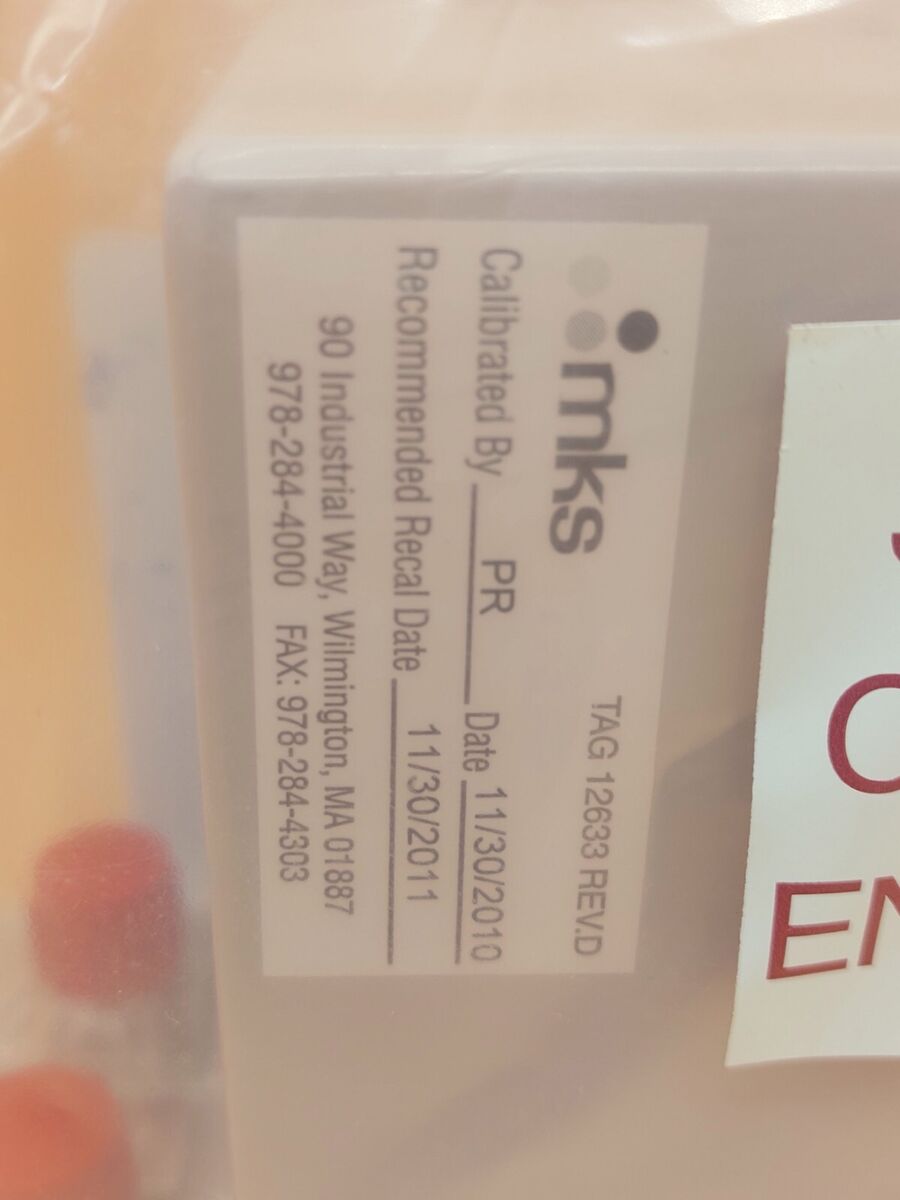 mks
TAG 12633 REV.D
Calibrated By PR Date 11/30/2010
Recommended Recal Date 11/30/2011
90 Industrial Way, Wilmington, MA 01887
978-284-4000 FAX: 978-284-4303